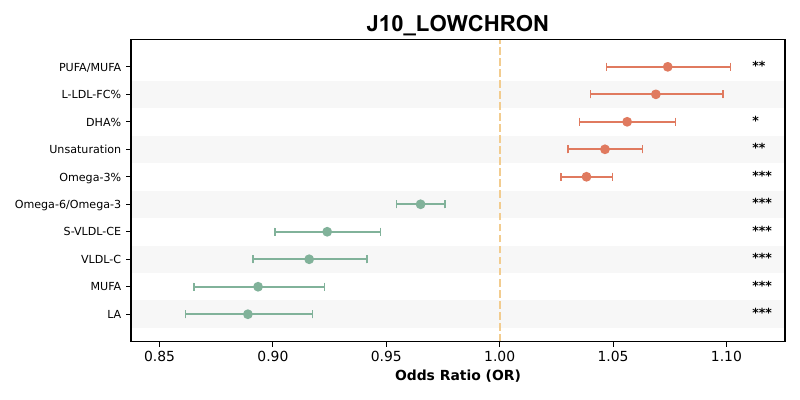 J10_LOWCHRON
PUFA/MUFA **
L-LDL-FC%
DHA% *
Unsaturation **
Omega-3% ***
Omega-6/Omega-3 ***
S-VLDL-CE ***
VLDL-C ***
MUFA ***
LA ***
0.85 0.90 0.95 1.00 1.05 1.10
Odds Ratio (OR)